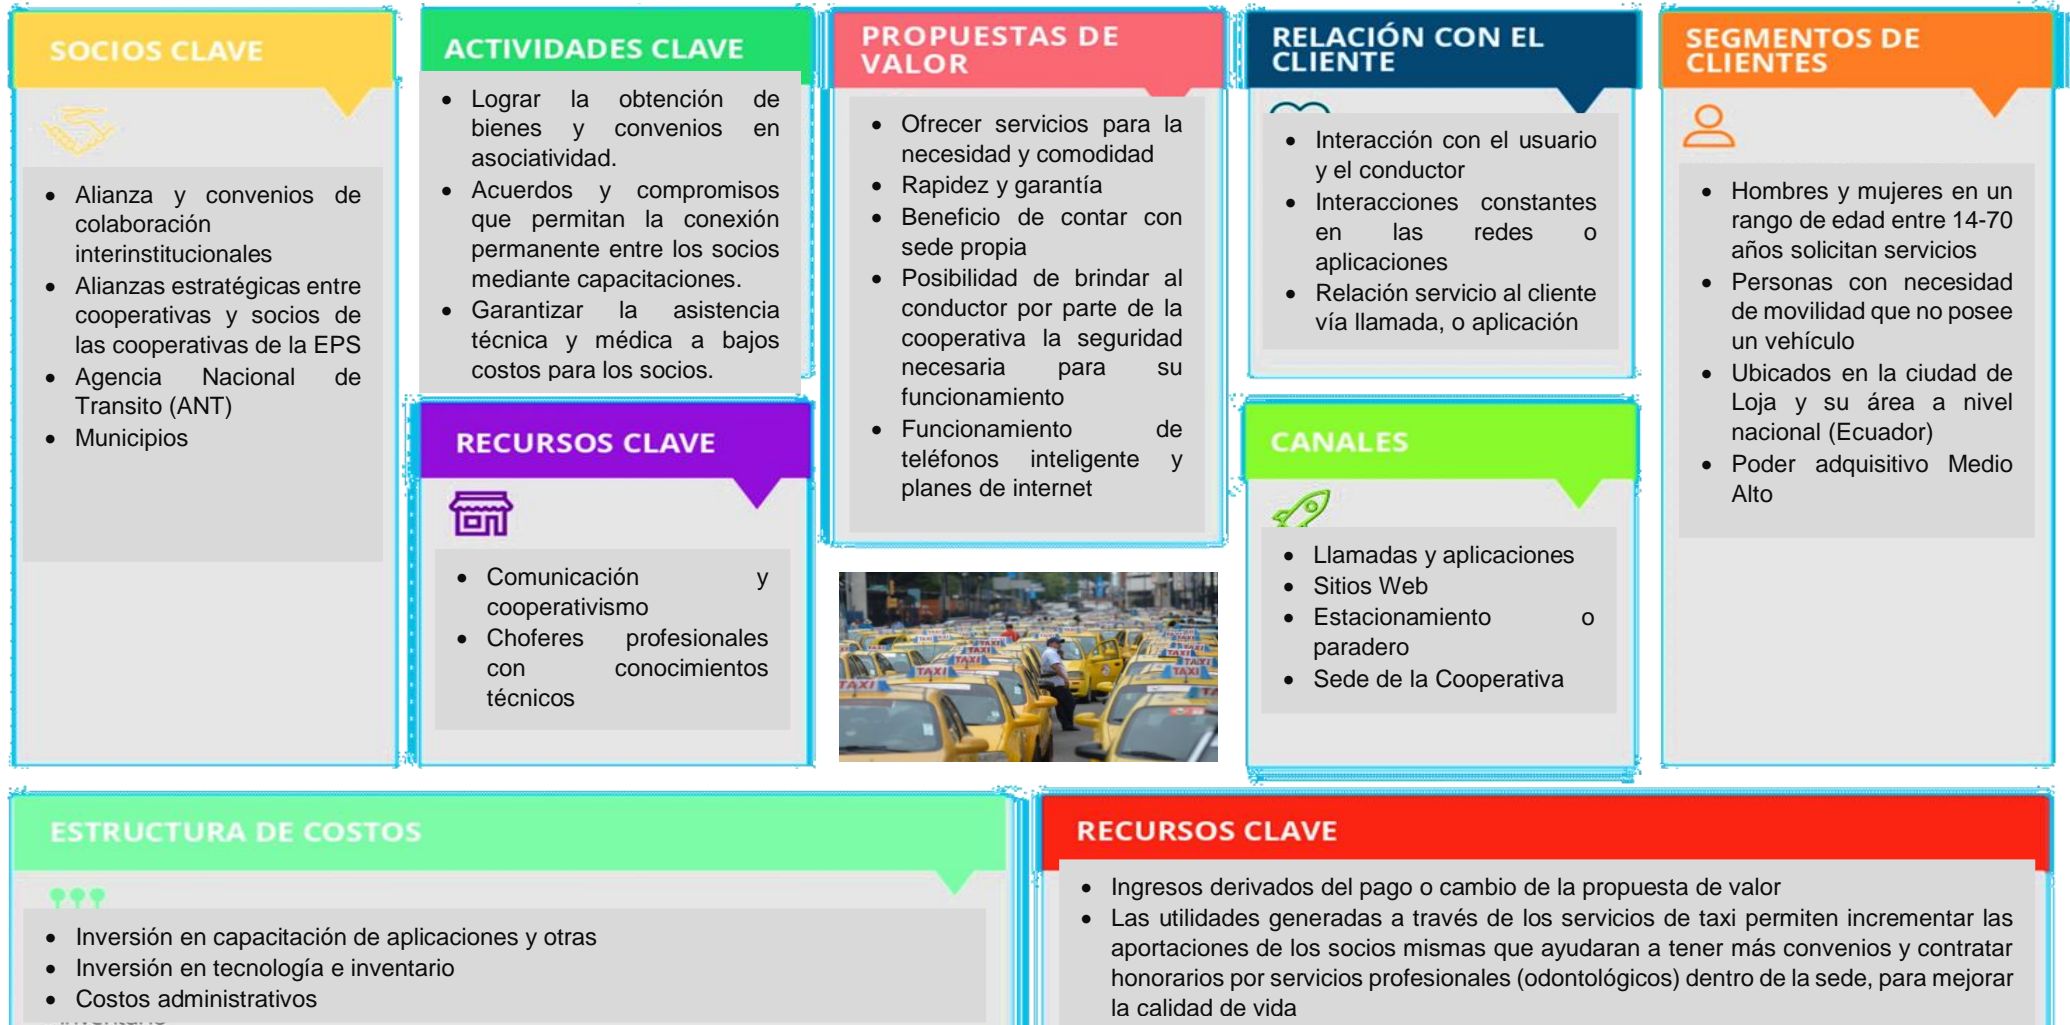 SOCIOS CLAVE
• Alianza y convenios de
colaboración
interinstitucionales
• Alianzas estratégicas entre
cooperativas y socios de
las cooperativas de la EPS
• Agencia Nacional de
Transito (ANT)
• Municipios
ACTIVIDADES CLAVE
• Lograr la obtención de
bienes y convenios en
asociatividad.
• Acuerdos y compromisos
que permitan la conexión
permanente entre los socios
mediante capacitaciones.
• Garantizar la asistencia
técnica y médica a bajos
costos para los socios.
RECURSOS CLAVE
• Comunicación y
cooperativismo
• Choferes profesionales
con conocimientos
técnicos
PROPUESTAS DE
VALOR
• Ofrecer servicios para la
necesidad y comodidad
• Rapidez y garantía
• Beneficio de contar con
sede propia
• Posibilidad de brindar al
conductor por parte de la
cooperativa la seguridad
necesaria para su
funcionamiento
• Funcionamiento de
teléfonos inteligente y
planes de internet
TAXI
TAXI
TAXI
TAXI
TAXI
RELACIÓN CON EL
CLIENTE
• Interacción con el usuario
y el conductor
• Interacciones constantes
en las redes o
aplicaciones
• Relación servicio al cliente
vía llamada, o aplicación
CANALES
• Llamadas y aplicaciones
• Sitios Web
• Estacionamiento o
paradero
• Sede de la Cooperativa
SEGMENTOS DE
CLIENTES
• Hombres y mujeres en un
rango de edad entre 14-70
años solicitan servicios
• Personas con necesidad
de movilidad que no posee
un vehículo
• Ubicados en la ciudad de
Loja y su área a nivel
nacional (Ecuador)
• Poder adquisitivo Medio
Alto
ESTRUCTURA DE COSTOS
• Inversión en capacitación de aplicaciones y otras
• Inversión en tecnología e inventario
• Costos administrativos
RECURSOS CLAVE
• Ingresos derivados del pago o cambio de la propuesta de valor
• Las utilidades generadas a través de los servicios de taxi permiten incrementar las
aportaciones de los socios mismas que ayudaran a tener más convenios y contratar
honorarios por servicios profesionales (odontológicos) dentro de la sede, para mejorar
la calidad de vida